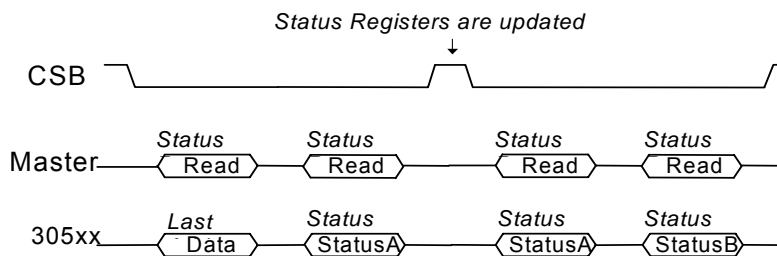 Status Registers are updated
CSB
Status Status Status Status
Master Read Read Read Read
Last Status Status Status
305xx Data StatusA StatusA StatusB